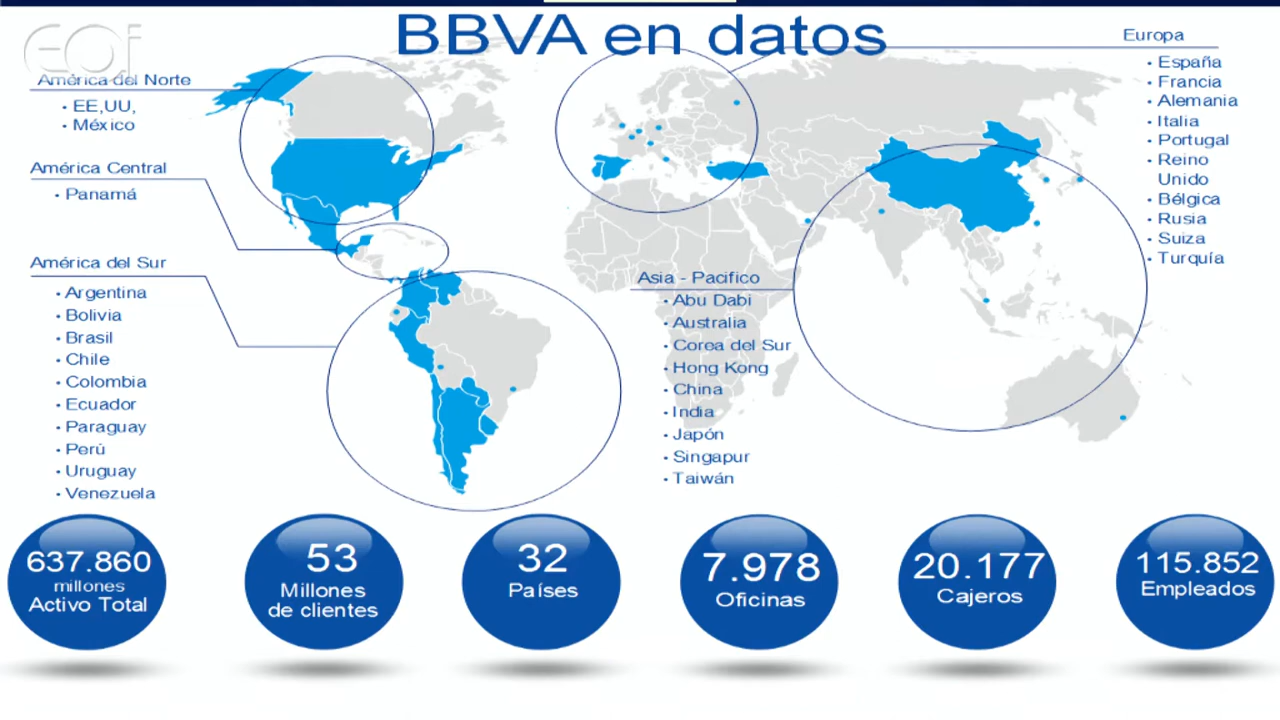 BBVA en datos
EOI
América del Norte
• EE,UU,
• México
América Central
• Panamá
América del Sur
• Argentina
• Bolivia
• Brasil
• Chile
• Colombia
• Ecuador
• Paraguay
• Perú
• Uruguay
• Venezuela
Europa
• España
• Francia
• Alemania
• Italia
• Portugal
• Reino
Unido
• Bélgica
• Rusia
• Suiza
• Turquía
Asia - Pacifico
• Abu Dabi
• Australia
• Corea del Sur
• Hong Kong
• China
• India
• Japón
• Singapur
• Taiwán
637.860
millones
Activo Total
53
Millones
de clientes
32
Países
7.978
Oficinas
20.177
Cajeros
115.852
Empleados